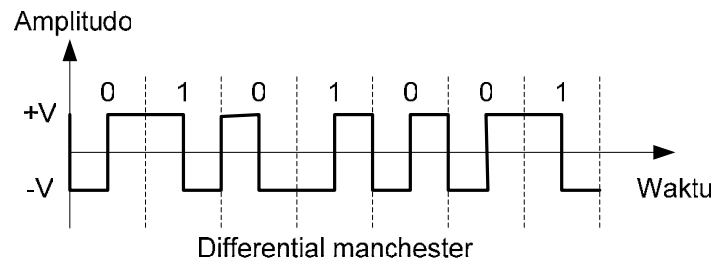 Amplitudo
0 1 0 1 0 0 1
+V
-V
Waktu
Differential manchester